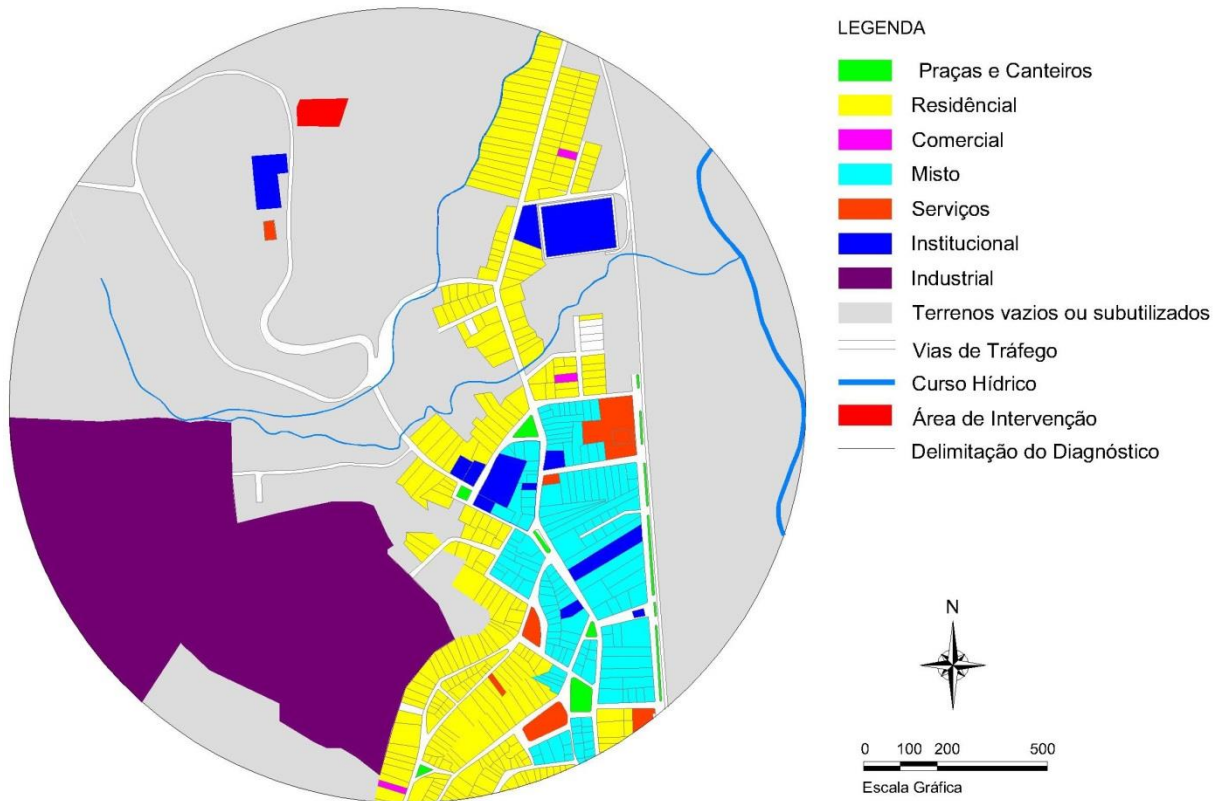 LEGENDA
Praças e Canteiros
Residêncial
Comercial
Misto
Serviços
Institucional
Industrial
Terrenos vazios ou subutilizados
Vias de Tráfego
Curso Hídrico
Área de Intervenção
Delimitação do Diagnóstico
N
0 100 200 500
Escala Gráfica